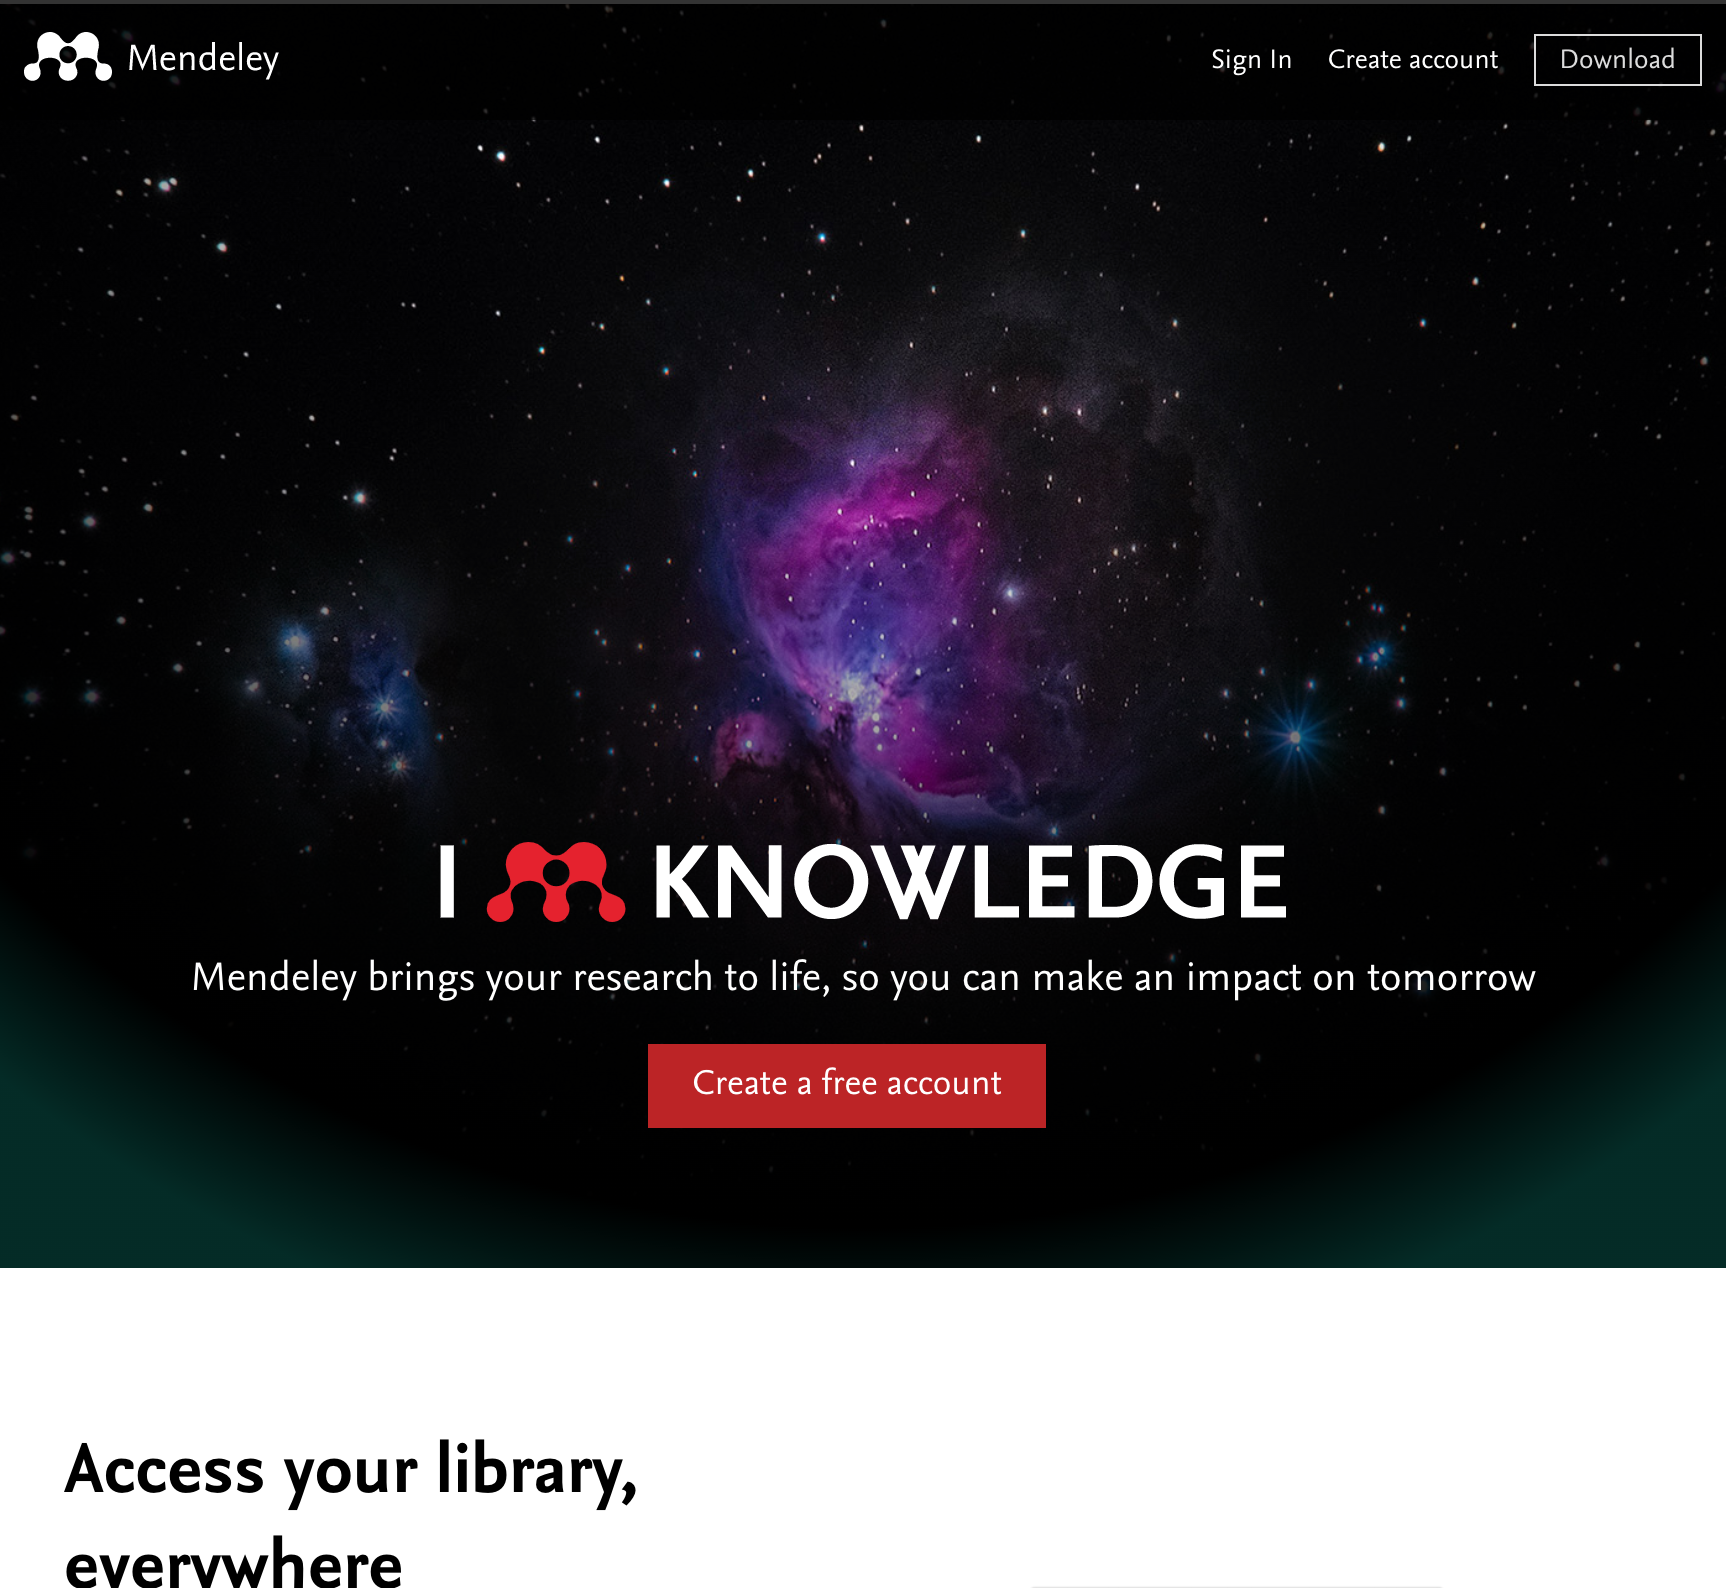 Mendeley
Sign In
Create account
Download
I KNOWLEDGE
Mendeley brings your research to life, so you can make an impact on tomorrow
Create a free account
Access your library,
everywhere